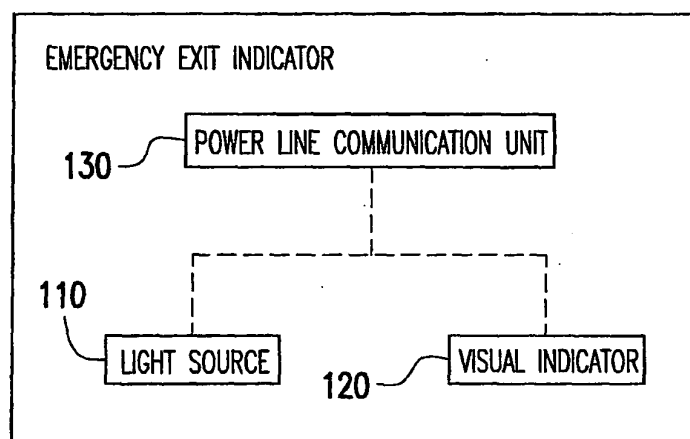 EMERGENCY EXIT INDICATOR
POWER LINE COMMUNICATION UNIT
130
110
LIGHT SOURCE
120
VISUAL INDICATOR